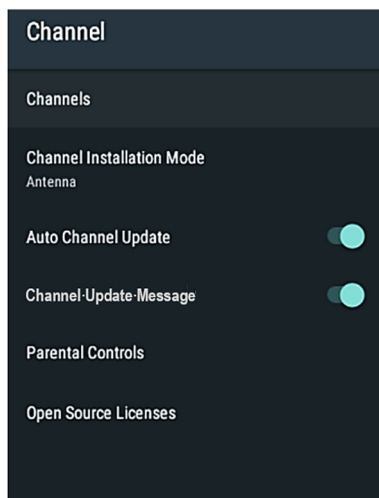 Channel
Channels
Channel Installation Mode
Antenna
Auto Channel Update
Channel·Update·Message
Parental Controls
Open Source Licenses